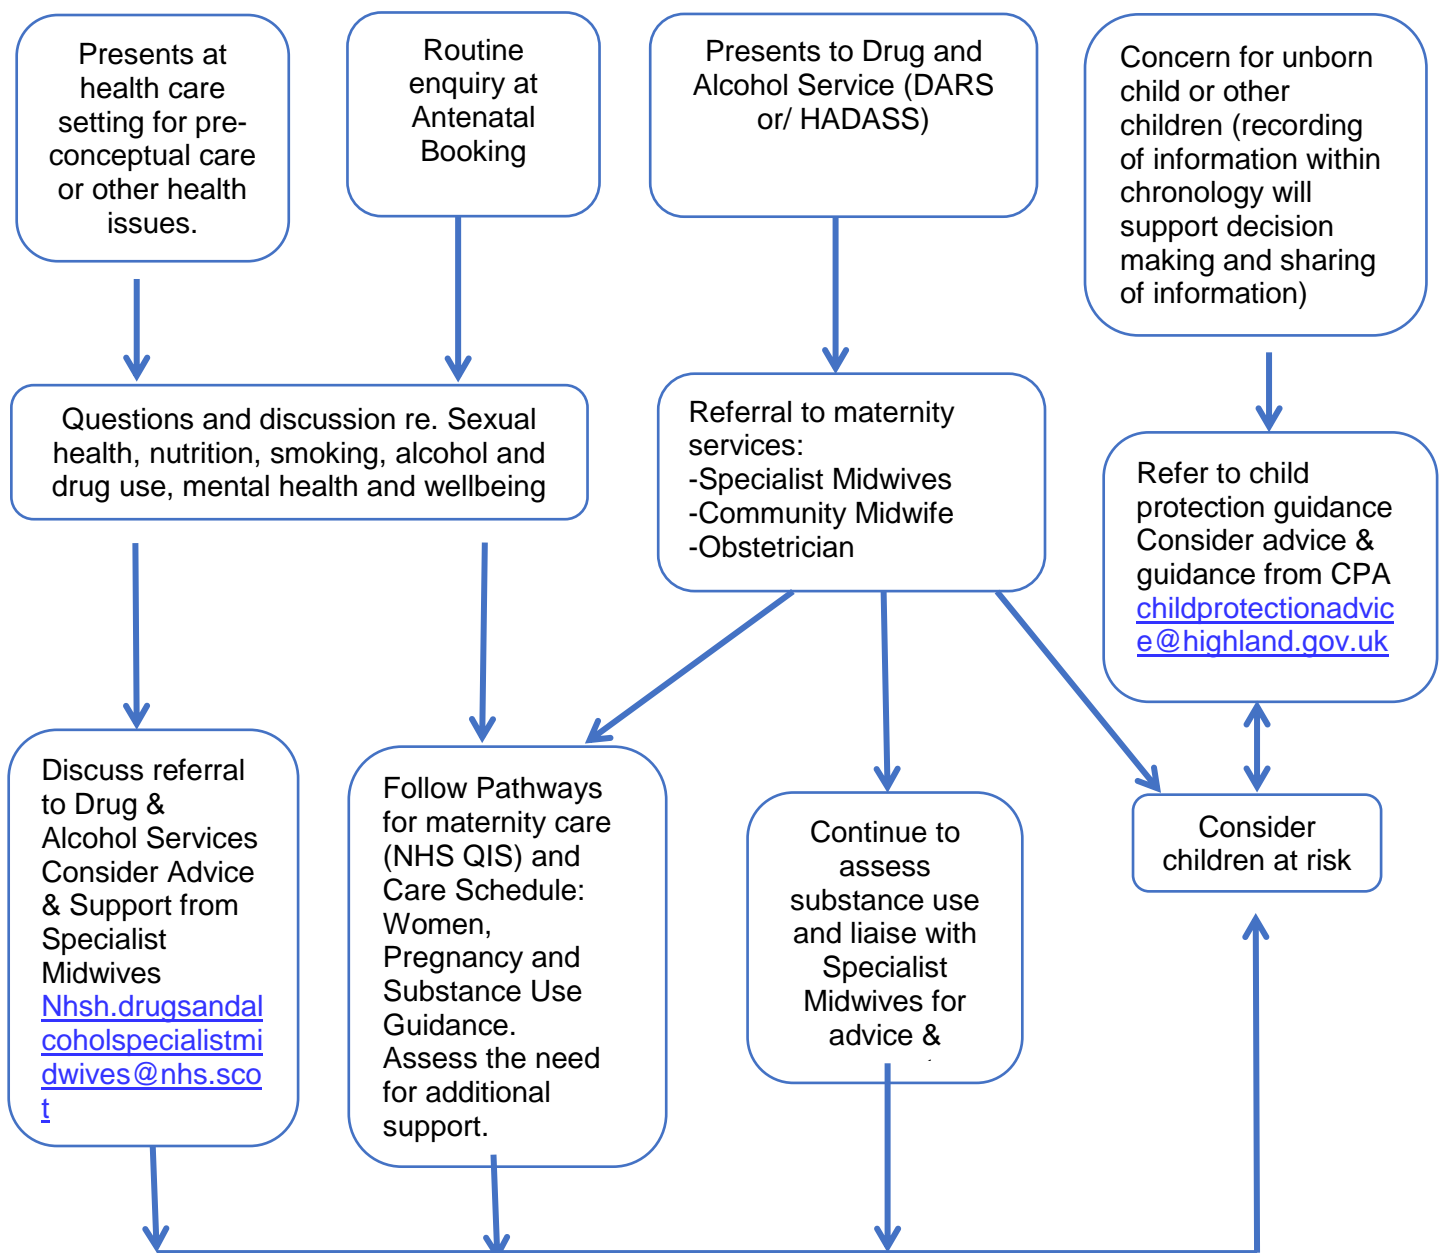 Presents at
health care
setting for pre-
conceptual care
or other health
issues.
Routine
enquiry at
Antenatal
Booking
Presents to Drug and
Alcohol Service (DARS
or/ HADASS)
Concern for unborn
child or other
children (recording
of information within
chronology will
support decision
making and sharing
of information)
Questions and discussion re. Sexual
health, nutrition, smoking, alcohol and
drug use, mental health and wellbeing
Referral to maternity
services:
-Specialist Midwives
-Community Midwife
-Obstetrician
Refer to child
protection guidance
Consider advice &
guidance from CPA
childprotectionadvic
e@highland.gov.uk
Discuss referral
to Drug &
Alcohol Services
Consider Advice
& Support from
Specialist
Midwives
Nhsh.drugsandal
coholspecialistmi
dwives@nhs.sco
t
Follow Pathways
for maternity care
(NHS QIS) and
Care Schedule:
Women,
Pregnancy and
Substance Use
Guidance.
Assess the need
for additional
support.
Continue to
assess
substance use
and liaise with
Specialist
Midwives for
advice &
Consider
children at risk